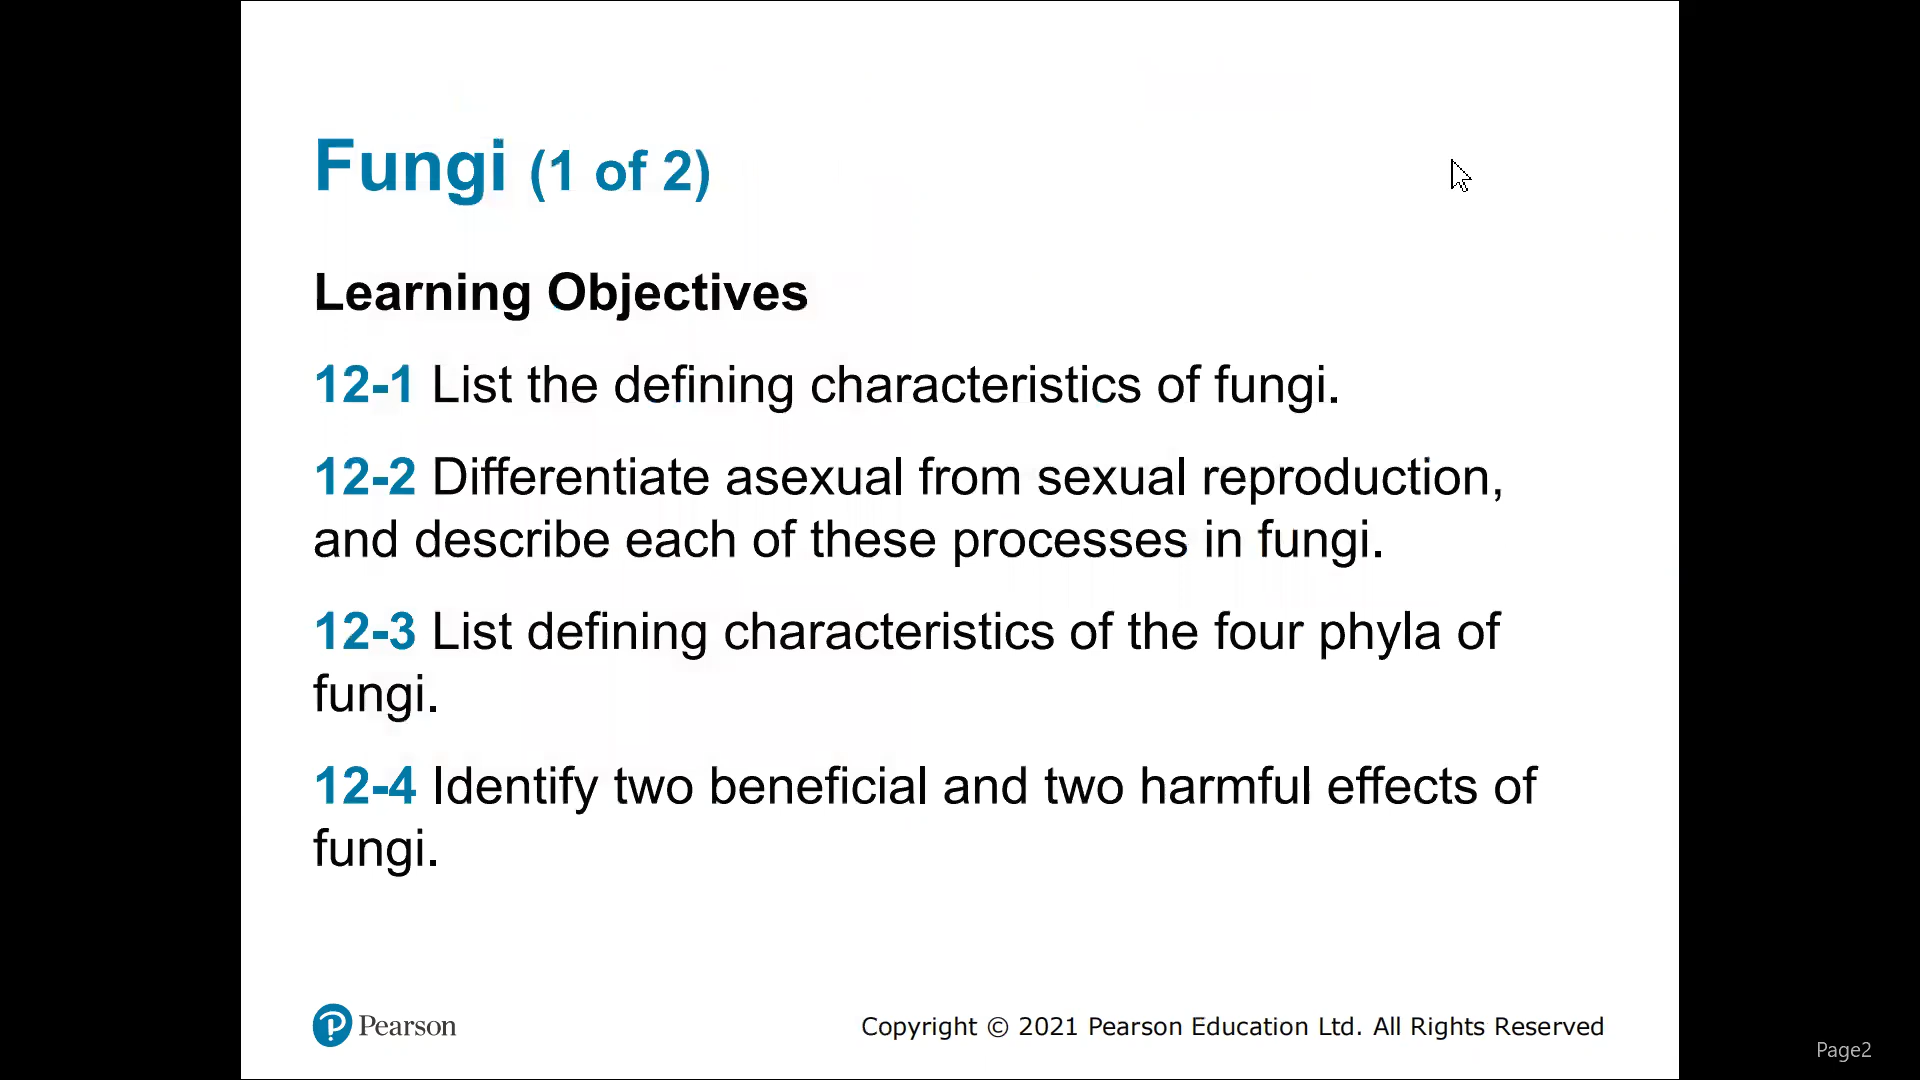 Fungi (1 of 2)
Learning Objectives
12-1 List the defining characteristics of fungi.
12-2 Differentiate asexual from sexual reproduction,
and describe each of these processes in fungi.
12-3 List defining characteristics of the four phyla of
fungi.
12-4 Identify two beneficial and two harmful effects of
fungi.
Pearson
Copyright © 2021 Pearson Education Ltd. All Rights Reserved
Page2